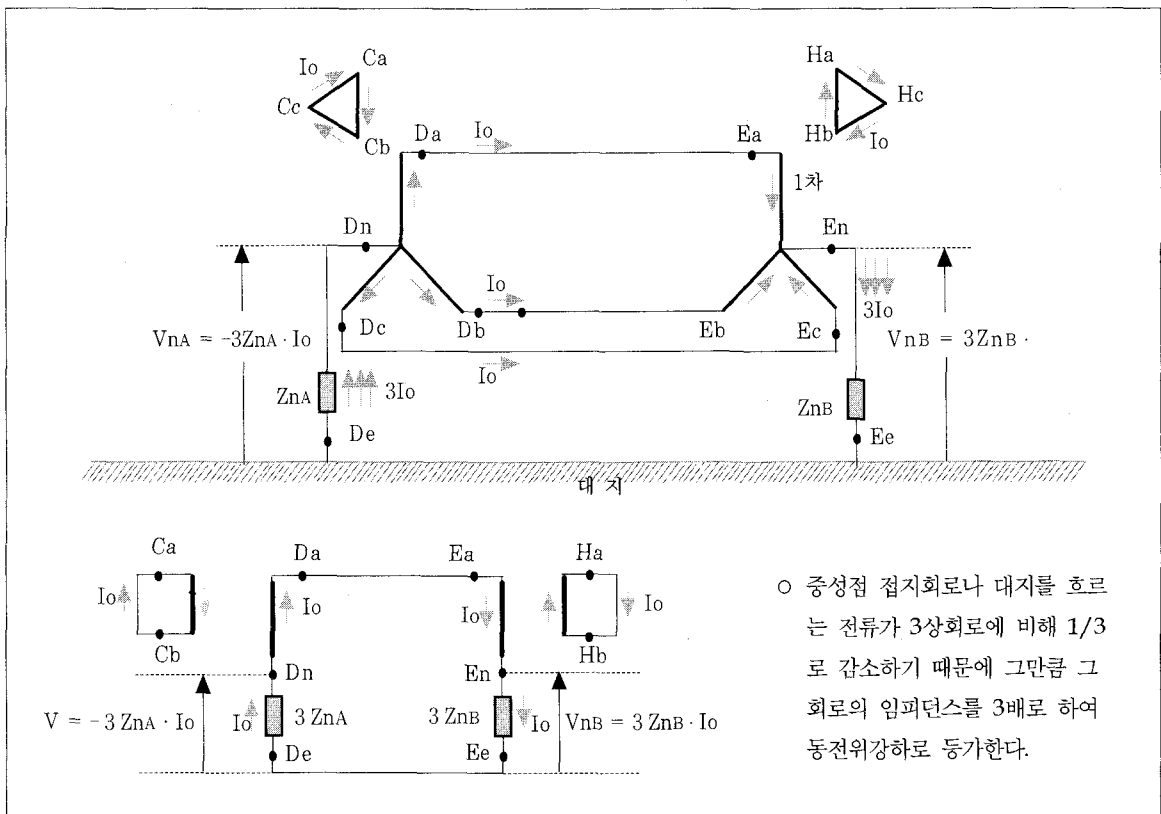 Ca
Io
Cc
Cb
Ha
Hc
Hb
Io
Da
Io
Ea
1차
Dn
En
Io
3Io
Dc
Db
Eb
Ec
VnA = -3ZnA · Io
VnB = 3ZnB ·
Io
ZnA
3Io
ZnB
De
Ee
대 지
Ca
Da
Ea
Ha
Io
Io
Io
Io
Cb
Hb
Dn
En
V = -3 ZnA · Io
Io
3 ZnA
3 ZnB
Io
VnB = 3 ZnB · Io
De
Ee
○ 중성점 접지회로나 대지를 흐르
는 전류가 3상회로에 비해 1/3
로 감소하기 때문에 그만큼 그
회로의 임피던스를 3배로 하여
동전위강하로 등가한다.